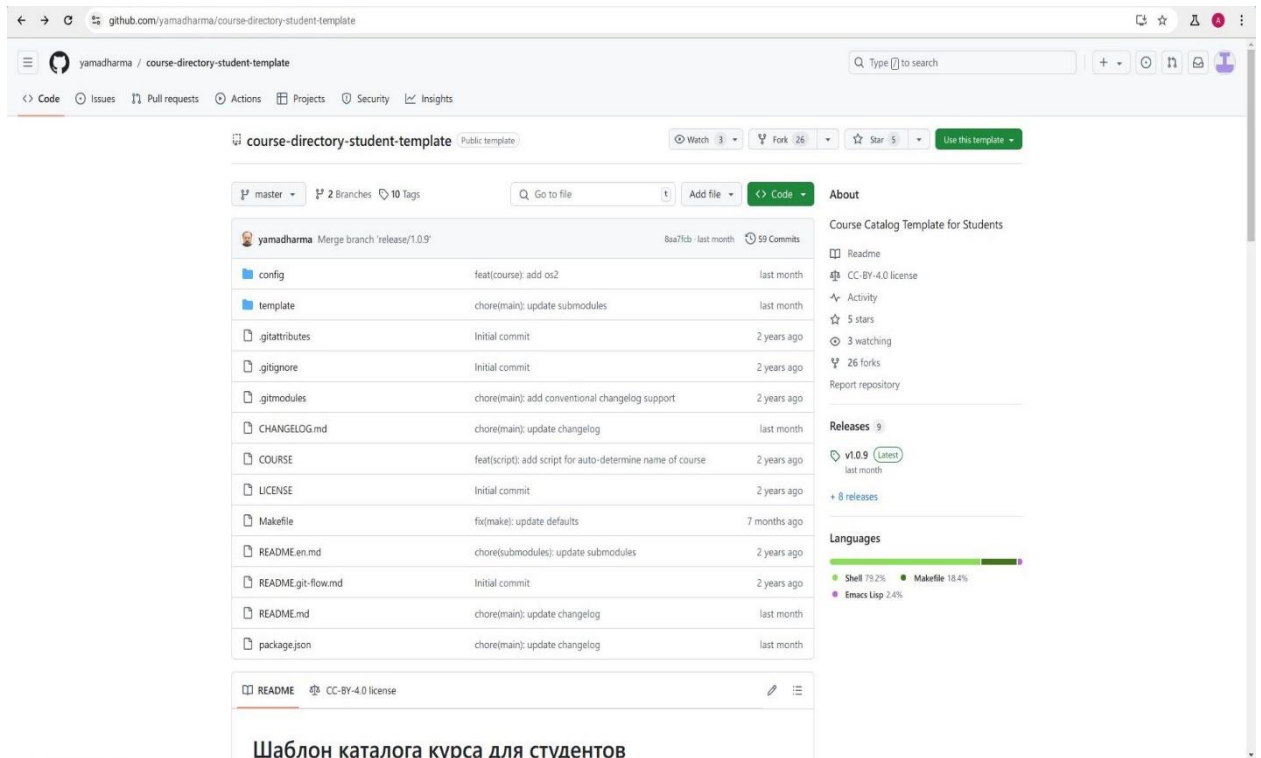 github.com/yamadharma/course-directory-student-template
A
yamadharma / course-directory-student-template
Type / to search
Code Issues Pull requests Actions Projects Security Insights
course-directory-student-template Public template
Watch 3 Fork 26 Star 5 Use this template
master 2 Branches 10 Tags Go to file t Add file Code
yamadharma Merge branch 'release/1.0.9' 8aa7fcb · last month 59 Commits
config feat(course): add os2 last month
template chore(main): update submodules last month
.gitattributes Initial commit 2 years ago
.gitignore Initial commit 2 years ago
.gitmodules chore(main): add conventional changelog support 2 years ago
CHANGELOG.md chore(main): update changelog last month
COURSE feat(script): add script for auto-determine name of course 2 years ago
LICENSE Initial commit 2 years ago
Makefile fix(make): update defaults 7 months ago
README.en.md chore(submodules): update submodules 2 years ago
README.git-flow.md Initial commit 2 years ago
README.md chore(main): update changelog last month
package.json chore(main): update changelog last month
README CC-BY-4.0 license
Шаблон каталога курса для студентов
About
Course Catalog Template for Students
Readme
CC-BY-4.0 license
Activity
5 stars
3 watching
26 forks
Report repository
Releases 9
v1.0.9 Latest
last month
+ 8 releases
Languages
Shell 79.2% Makefile 18.4%
Emacs Lisp 2.4%